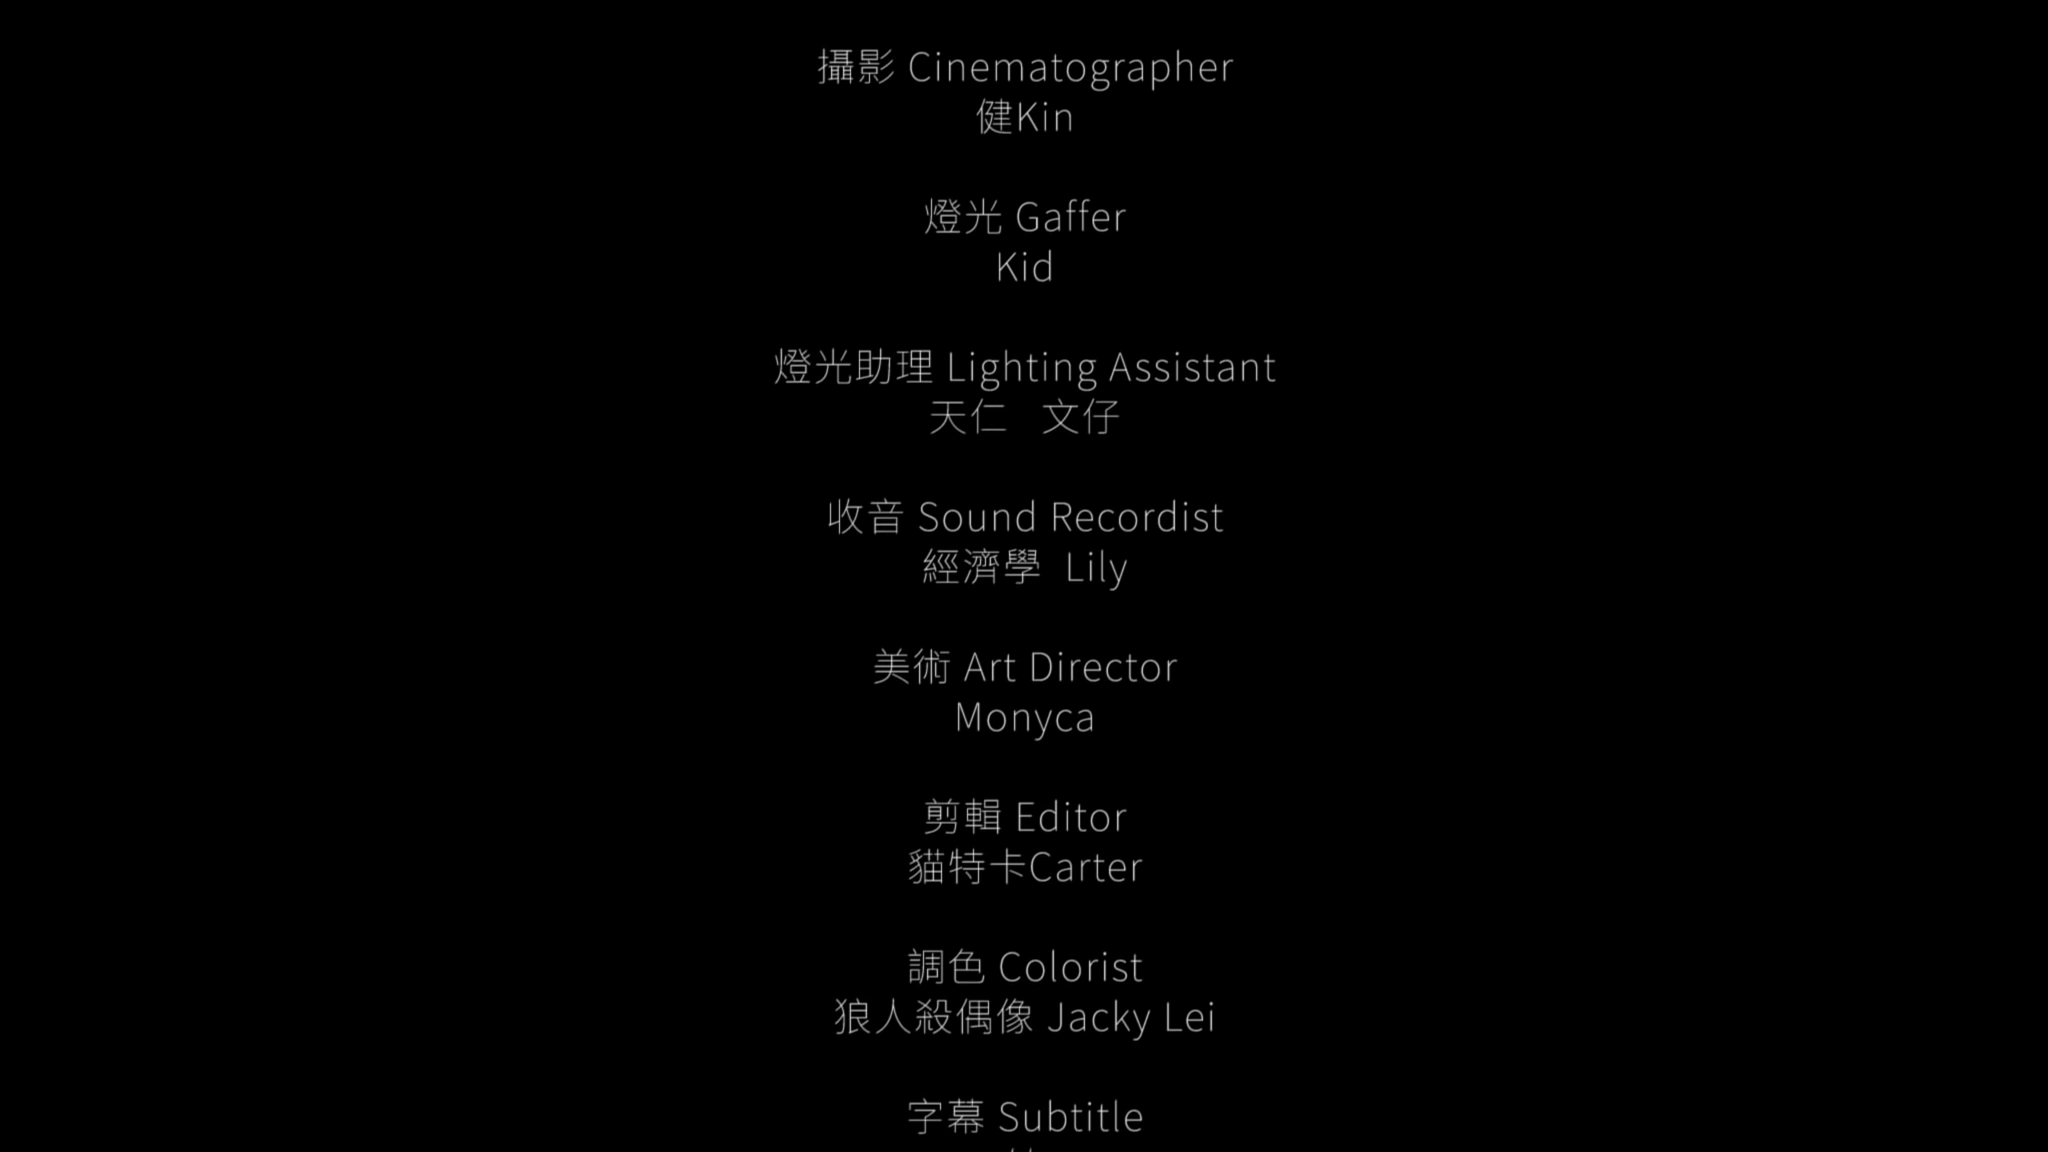 攝影 Cinematographer
健Kin
燈光 Gaffer
Kid
燈光助理 Lighting Assistant
天仁 文仔
收音 Sound Recordist
經濟學 Lily
美術 Art Director
Monyca
剪輯 Editor
貓特卡Carter
調色 Colorist
狼人殺偶像 Jacky Lei
字幕 Subtitle